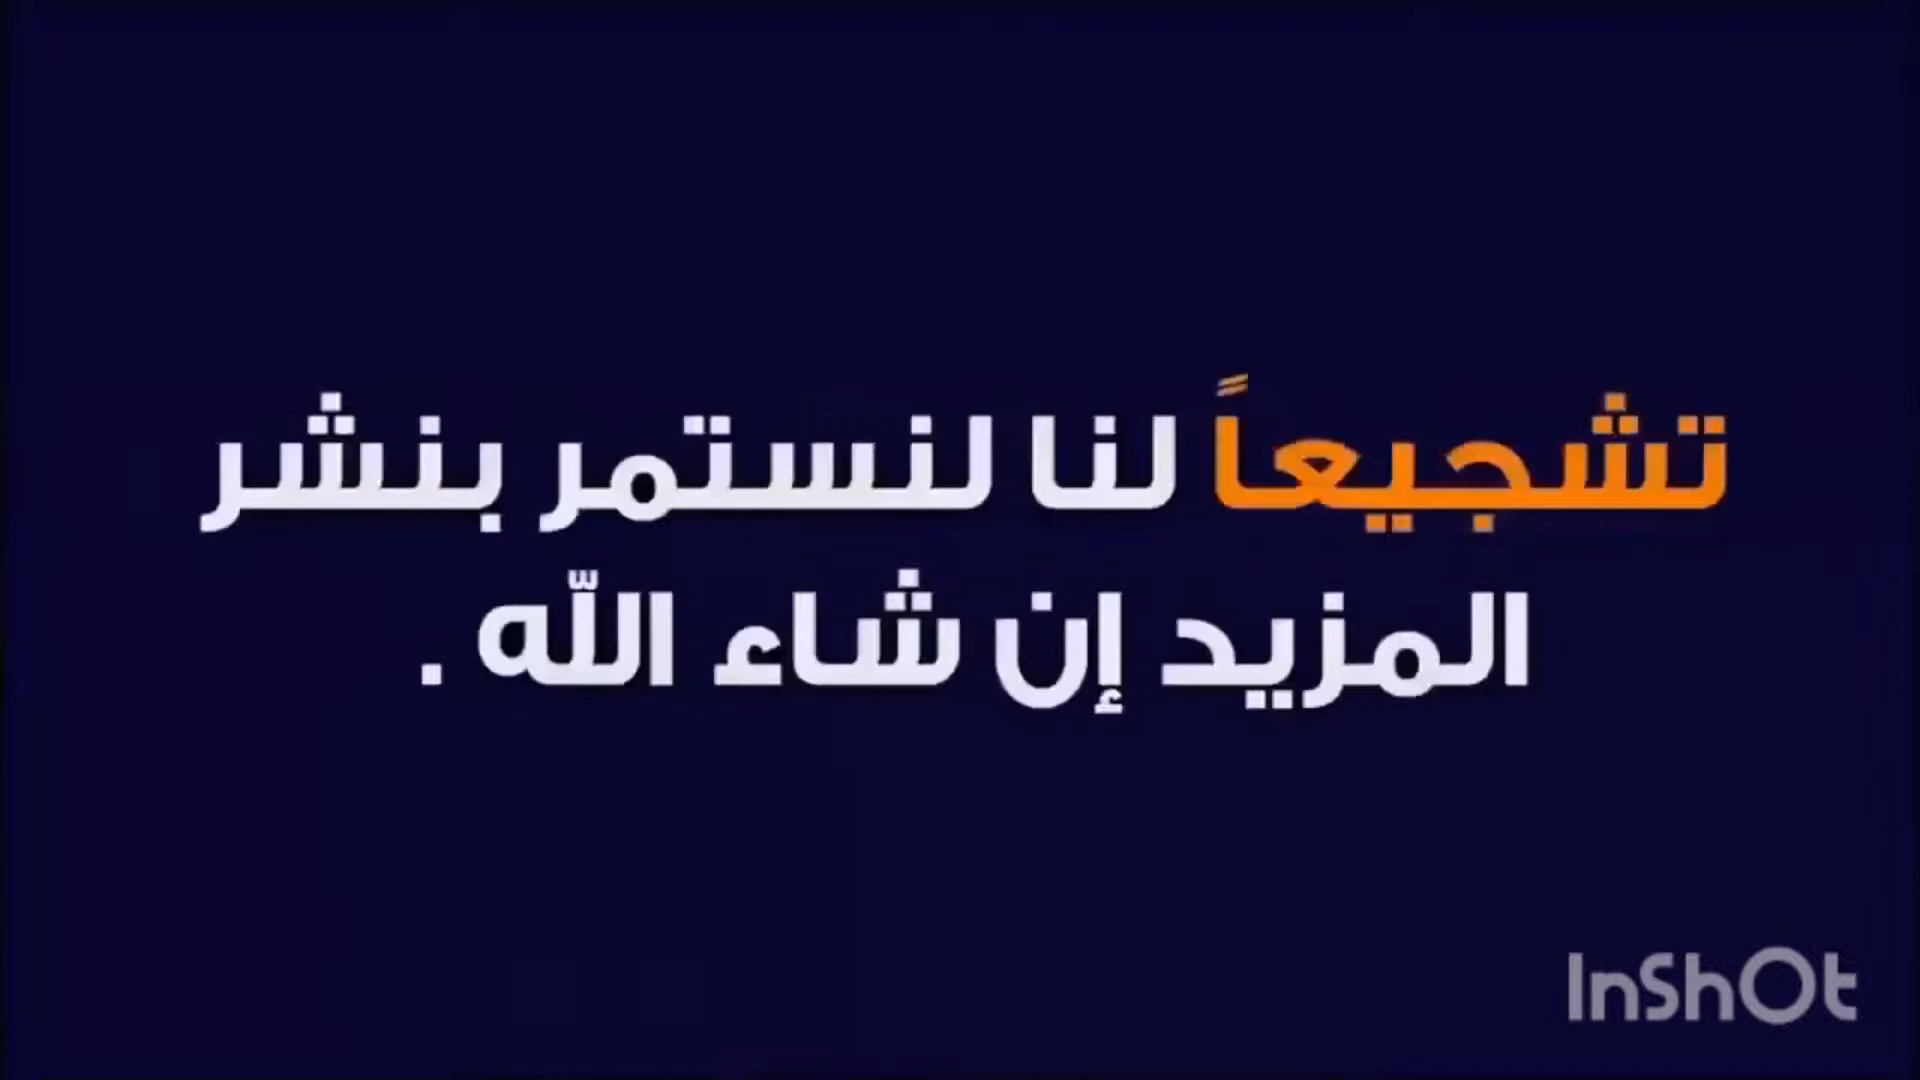 تشجيعاً لنا لنستمر بنشر
المزيد إن شاء اللّه .
InShOt